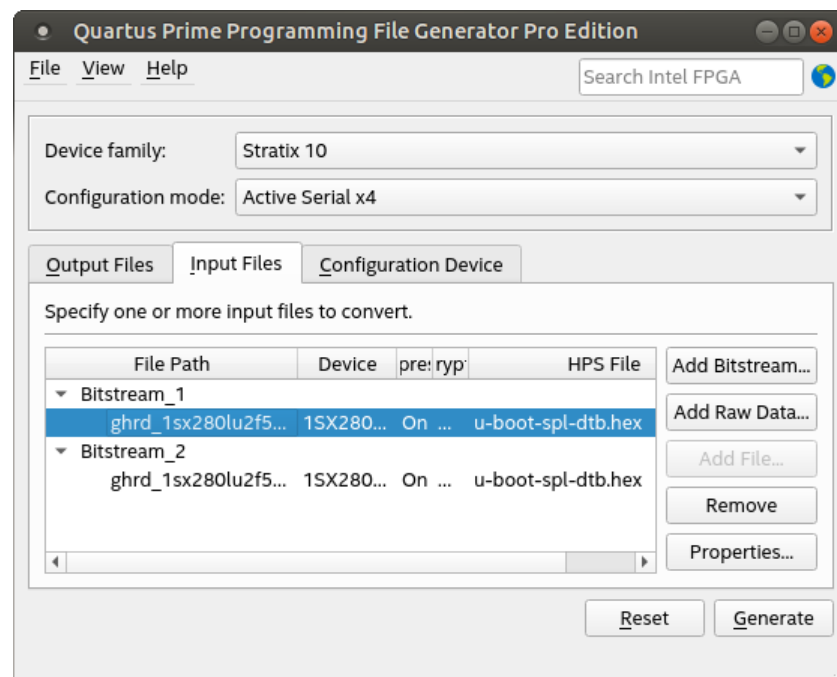 Quartus Prime Programming File Generator Pro Edition
File View Help
Search Intel FPGA
Device family: Stratix 10
Configuration mode: Active Serial x4
Output Files Input Files Configuration Device
Specify one or more input files to convert.
File Path Device pre: ryp HPS File
Add Bitstream...
Bitstream_1
ghrd_1sx280lu2f5... 1SX280... On ... u-boot-spl-dtb.hex
Add Raw Data...
Bitstream_2
Add File...
ghrd_1sx280lu2f5... 1SX280... On ... u-boot-spl-dtb.hex
Remove
Properties...
Reset Generate